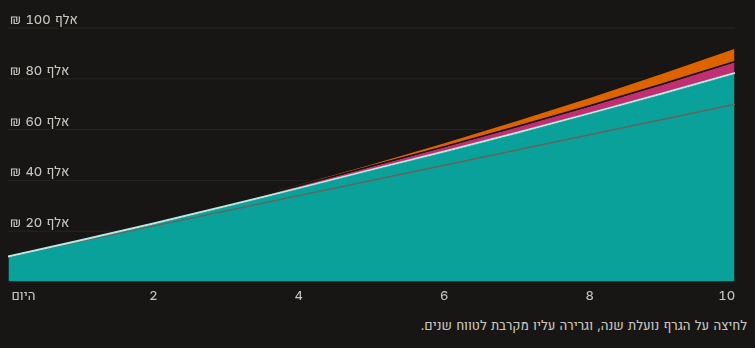 100 אלף ₪
80 אלף ₪
60 אלף ₪
40 אלף ₪
20 אלף ₪
היום 2 4 6 8 10
לחיצה על הגרף נועלת שנה, וגרירה עליו מקרבת לטווח שנים.